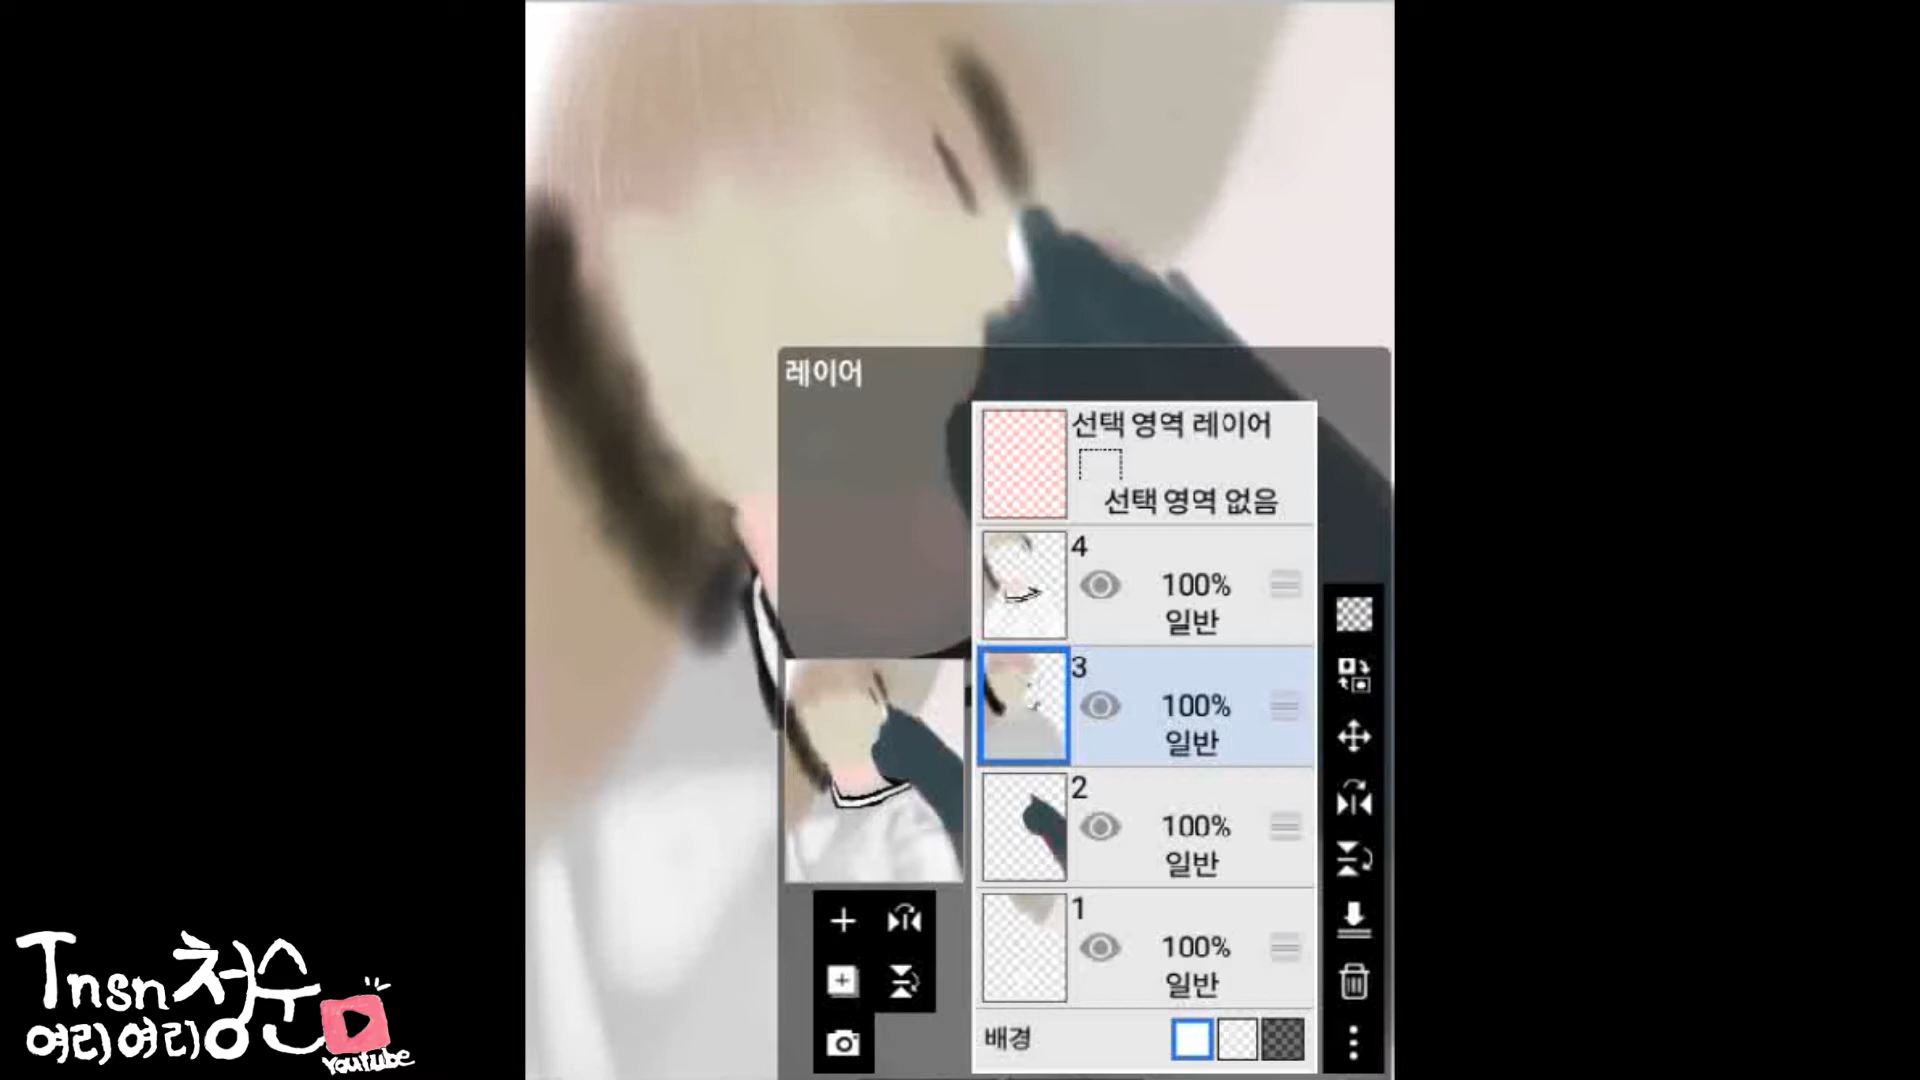 레이어
선택 영역 레이어
선택 영역 없음
4
100%
일반
3
100%
일반
2
100%
일반
1
100%
일반
배경
Tnsn청순
여리여리
Youtube